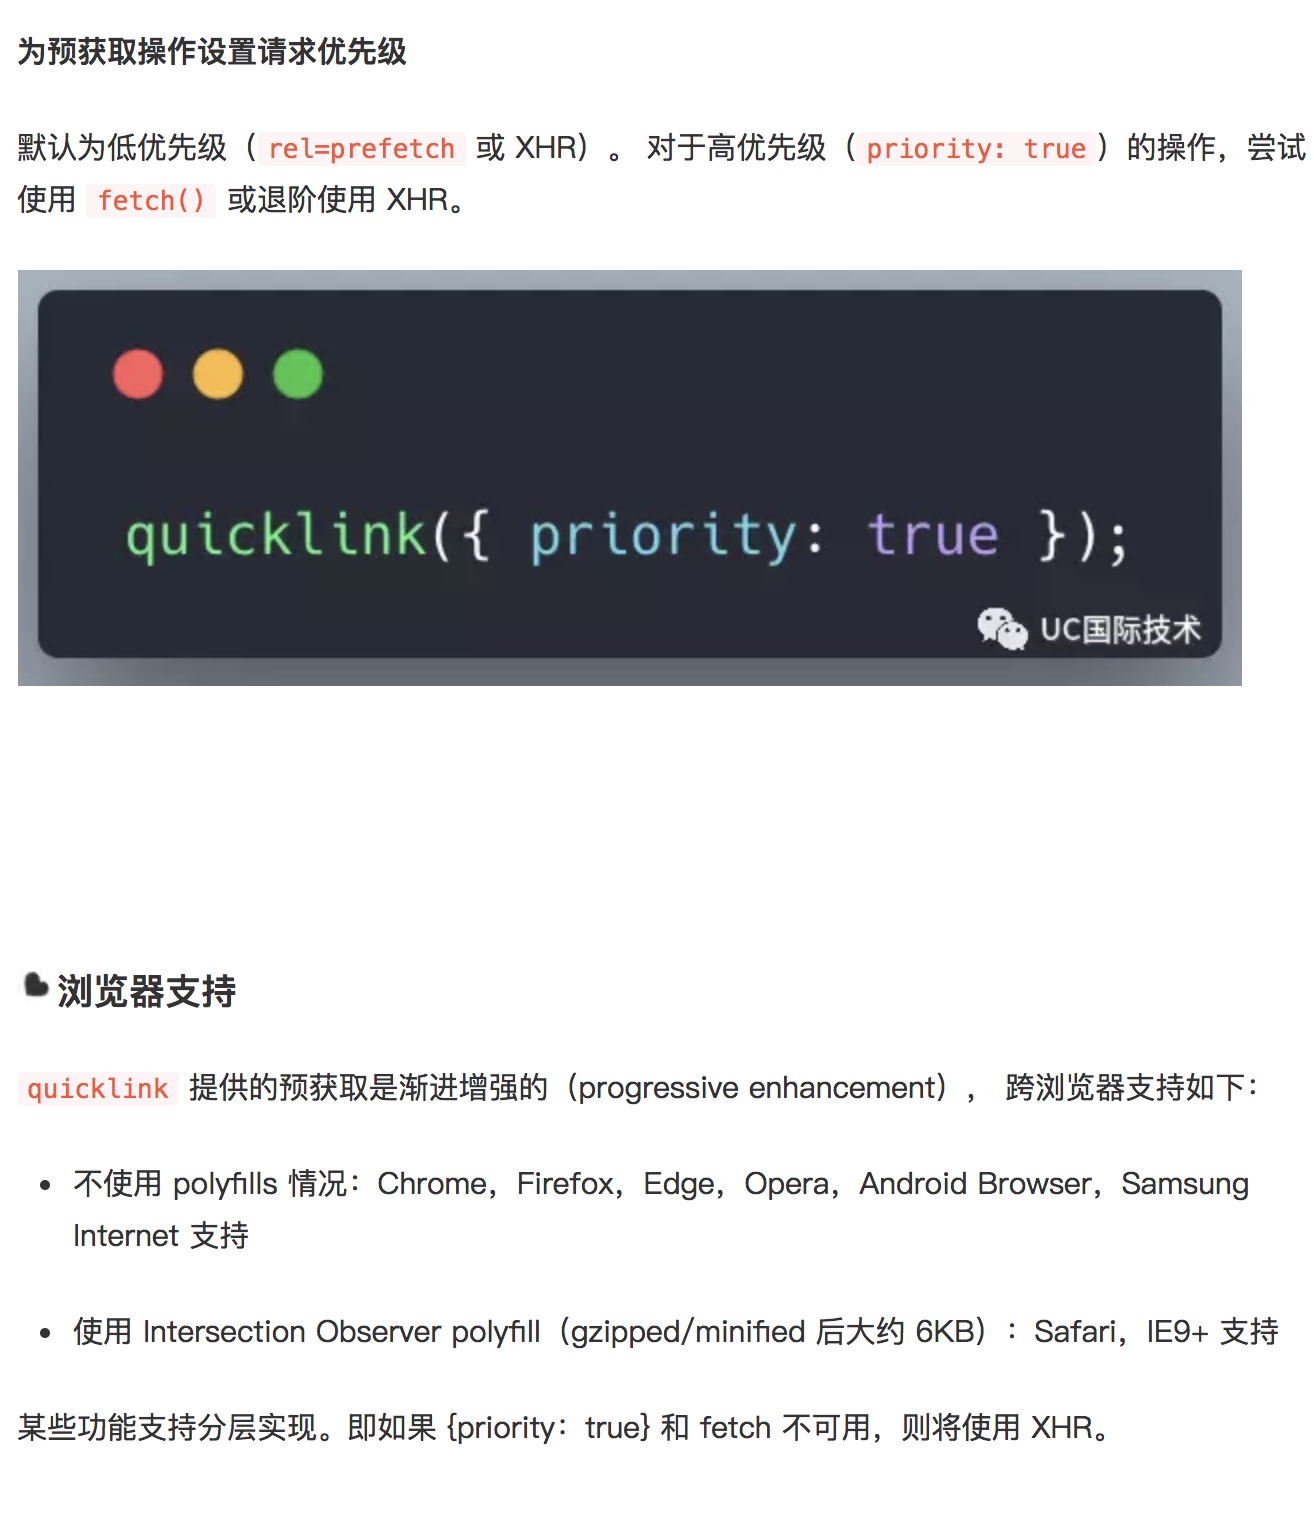 为预获取操作设置请求优先级
默认为低优先级（rel=prefetch 或 XHR）。 对于高优先级（priority: true）的操作，尝试
使用 fetch() 或退阶使用 XHR。
quicklink({ priority: true });
UC国际技术
浏览器支持
quicklink 提供的预获取是渐进增强的（progressive enhancement）， 跨浏览器支持如下：
• 不使用 polyfills 情况：Chrome，Firefox，Edge，Opera，Android Browser，Samsung
Internet 支持
• 使用 Intersection Observer polyfill（gzipped/minified 后大约 6KB）：Safari，IE9+ 支持
某些功能支持分层实现。即如果 {priority：true} 和 fetch 不可用，则将使用 XHR。